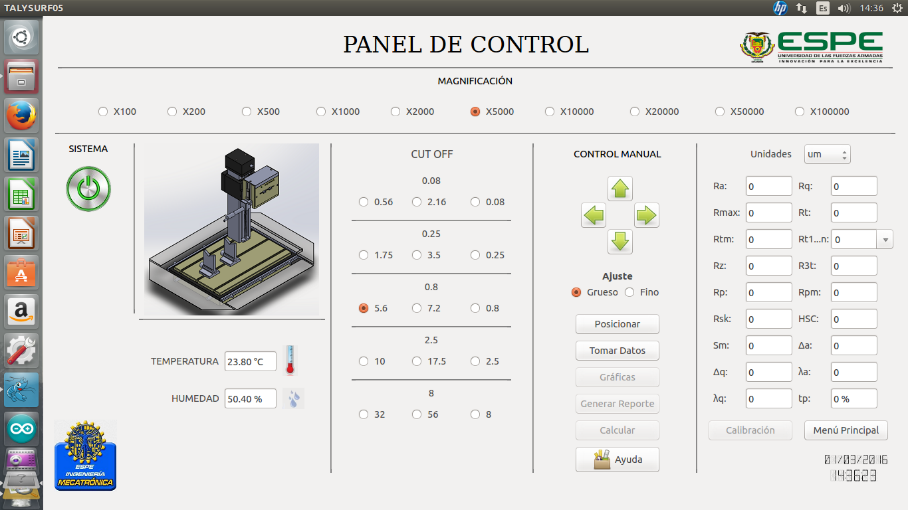 TALYSURF05
Es
14:36
PANEL DE CONTROL
ESPE
UNIVERSIDAD DE LAS FUERZAS ARMADAS
INNOVACIÓN PARA LA EXCELENCIA
MAGNIFICACIÓN
X100 X200 X500 X1000 X2000 X5000 X10000 X20000 X50000 X100000
SISTEMA
CUT OFF
0.08
0.56 2.16 0.08
0.25
1.75 3.5 0.25
0.8
5.6 7.2 0.8
2.5
10 17.5 2.5
8
32 56 8
TEMPERATURA 23.80 °C
HUMEDAD 50.40 %
ESPE
INGENIERÍA
MECATRÓNICA
CONTROL MANUAL
Ajuste
Grueso Fino
Posicionar
Tomar Datos
Gráficas
Generar Reporte
Calcular
Ayuda
Unidades um
Ra: 0 Rq: 0
Rmax: 0 Rt: 0
Rtm: 0 Rt1...n: 0
Rz: 0 R3t: 0
Rp: 0 Rpm: 0
Rsk: 0 HSC: 0
Sm: 0 Δa: 0
Δq: 0 λa: 0
λq: 0 tp: 0 %
Calibración Menú Principal
01/03/2016
143623